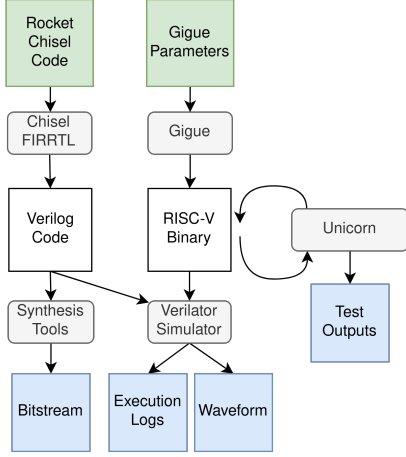 Rocket
Chisel
Code
Gigue
Parameters
Chisel
FIRRTL
Gigue
Verilog
Code
RISC-V
Binary
Unicorn
Synthesis
Tools
Verilator
Simulator
Test
Outputs
Bitstream
Execution
Logs
Waveform